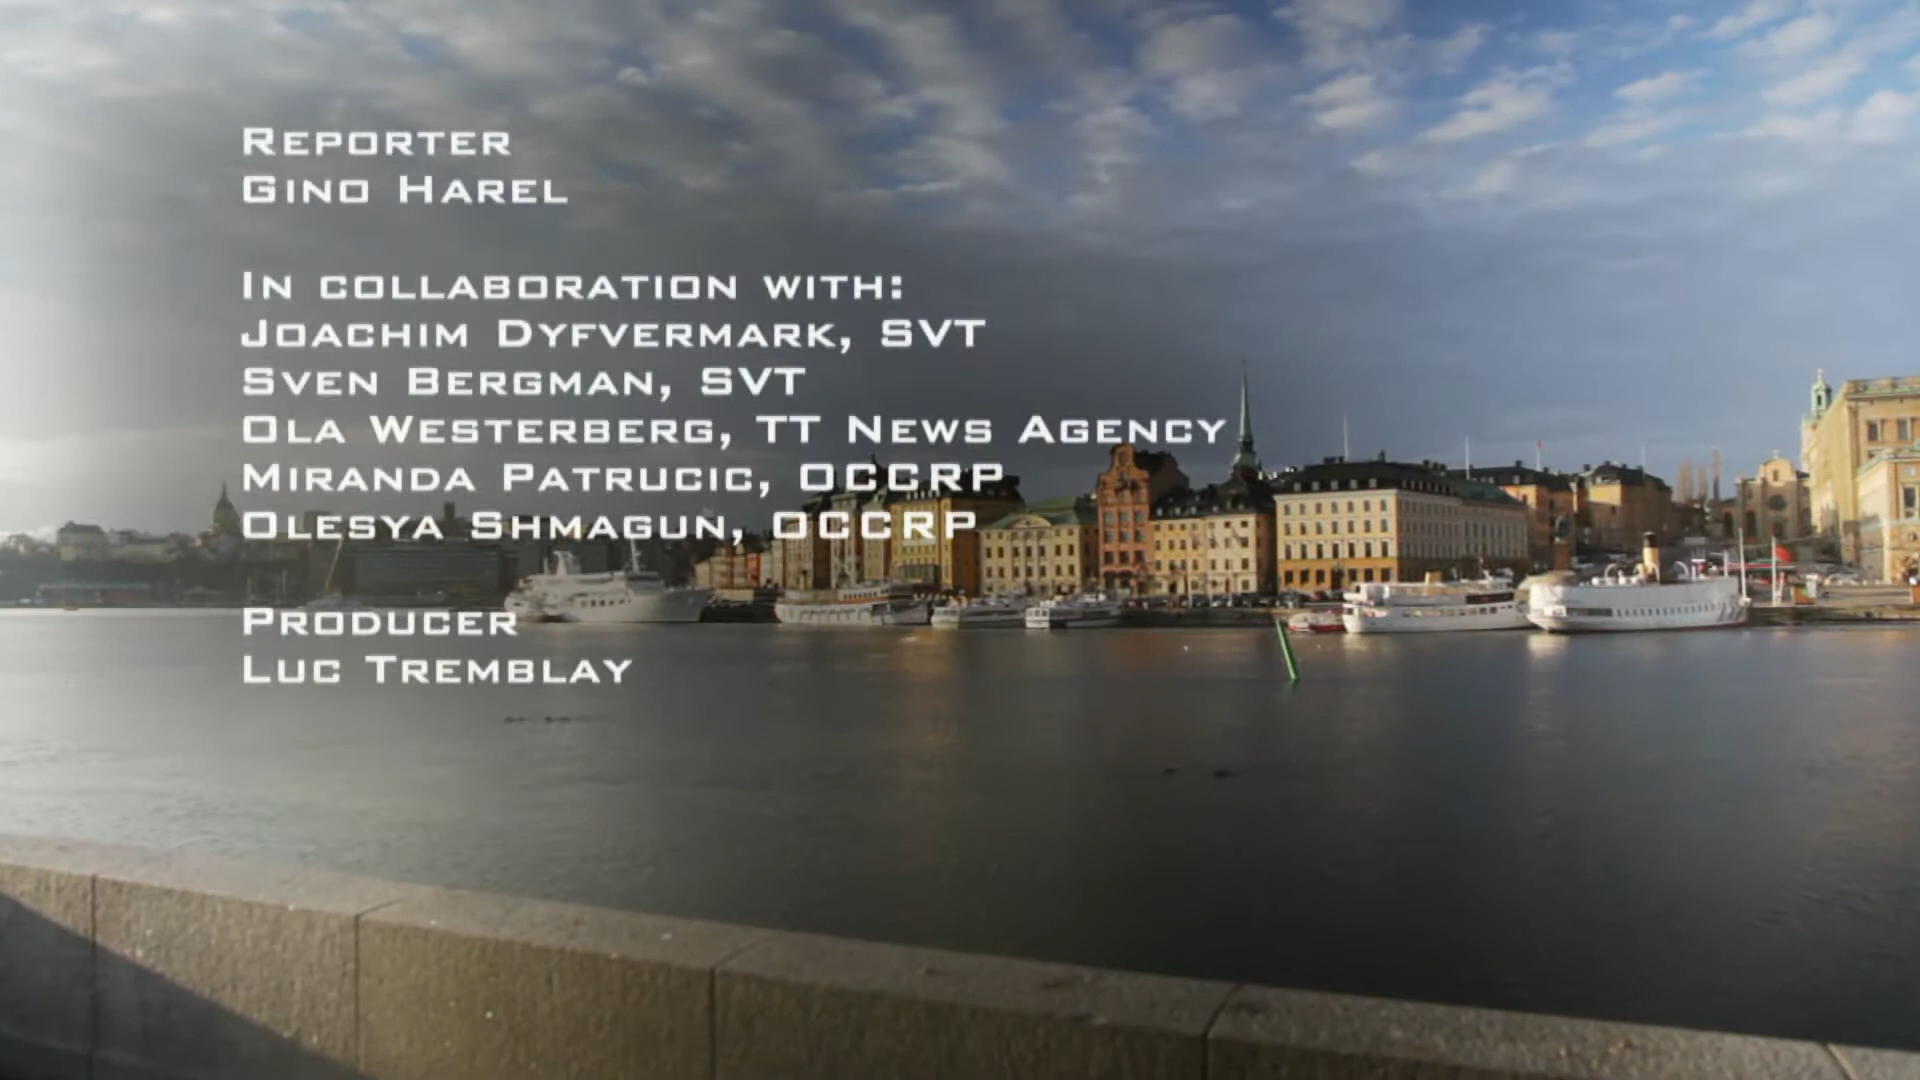 Reporter
Gino Harel
In collaboration with:
Joachim Dyfvermark, SVT
Sven Bergman, SVT
Ola Westerberg, TT News Agency
Miranda Patrucic, OCCRP
Olesya Shmagun, OCCRP
Producer
Luc Tremblay